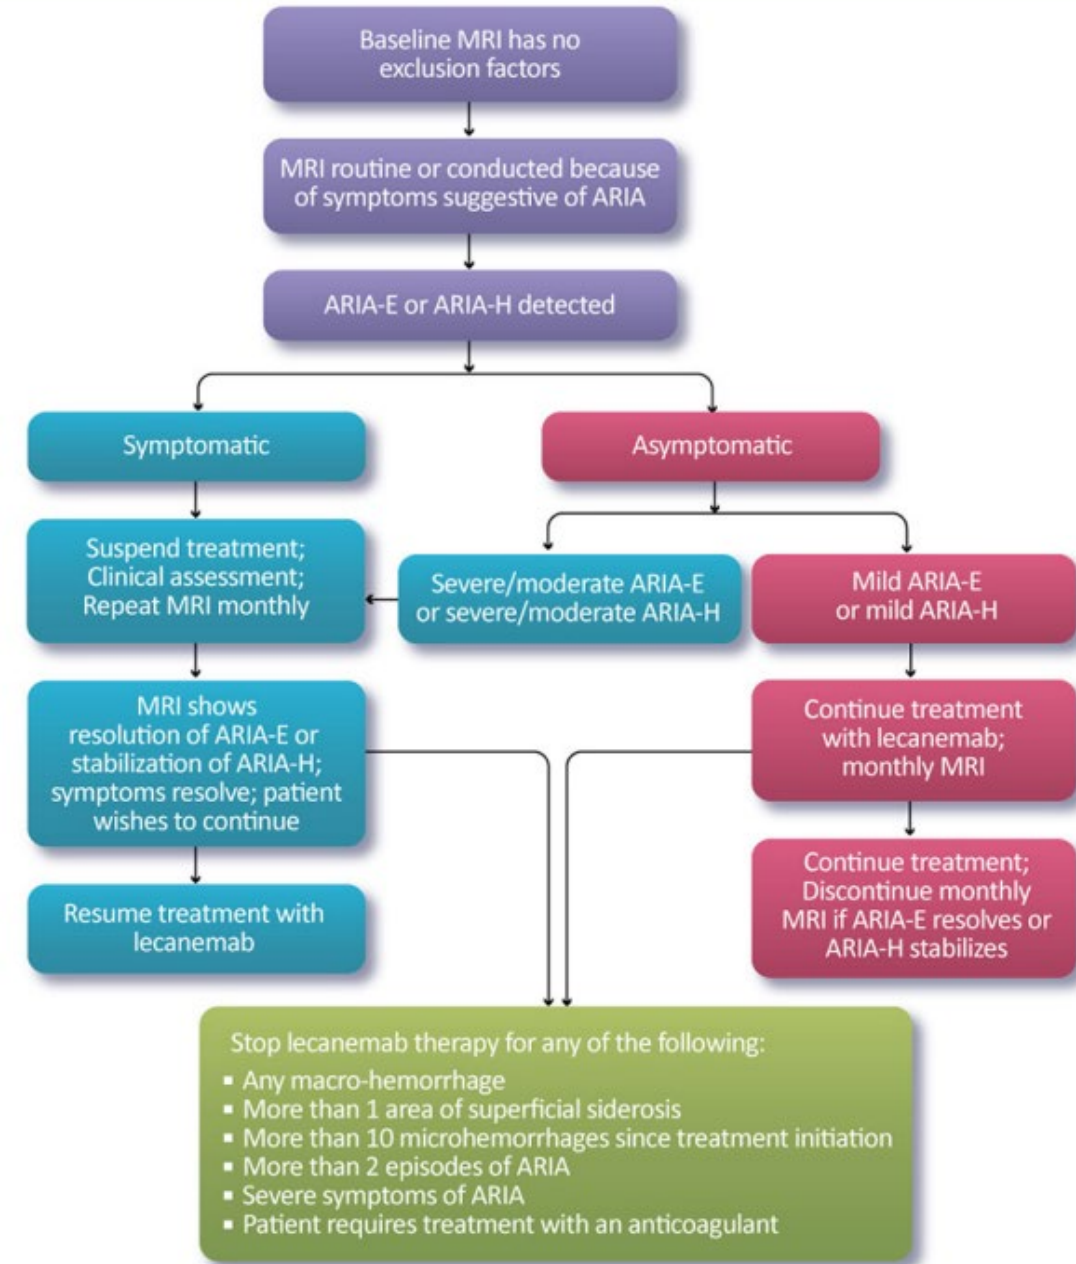 Baseline MRI has no
exclusion factors
MRI routine or conducted because
of symptoms suggestive of ARIA
ARIA-E or ARIA-H detected
Symptomatic
Asymptomatic
Suspend treatment;
Clinical assessment;
Repeat MRI monthly
Severe/moderate ARIA-E
or severe/moderate ARIA-H
Mild ARIA-E
or mild ARIA-H
MRI shows
resolution of ARIA-E or
stabilization of ARIA-H;
symptoms resolve; patient
wishes to continue
Continue treatment
with lecanemab;
monthly MRI
Resume treatment with
lecanemab
Continue treatment;
Discontinue monthly
MRI if ARIA-E resolves or
ARIA-H stabilizes
Stop lecanemab therapy for any of the following:
▪ Any macro-hemorrhage
▪ More than 1 area of superficial siderosis
▪ More than 10 microhemorrhages since treatment initiation
▪ More than 2 episodes of ARIA
▪ Severe symptoms of ARIA
▪ Patient requires treatment with an anticoagulant